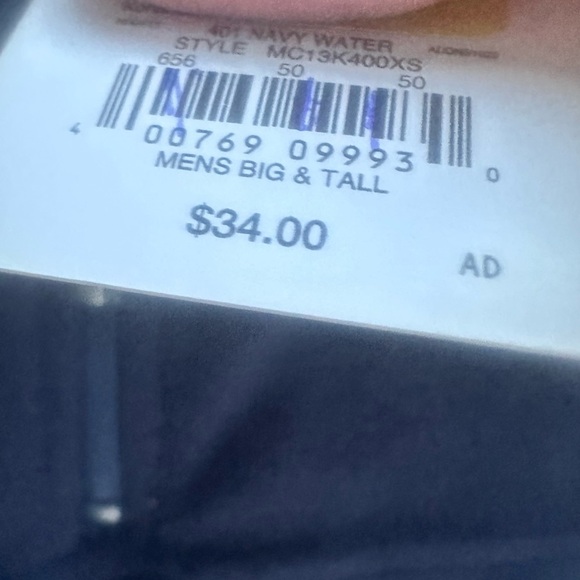 401 NAVY WATER
STYLE MC13K400XS
656 50 50
4 00769 09993 0
MENS BIG & TALL
$34.00
AD